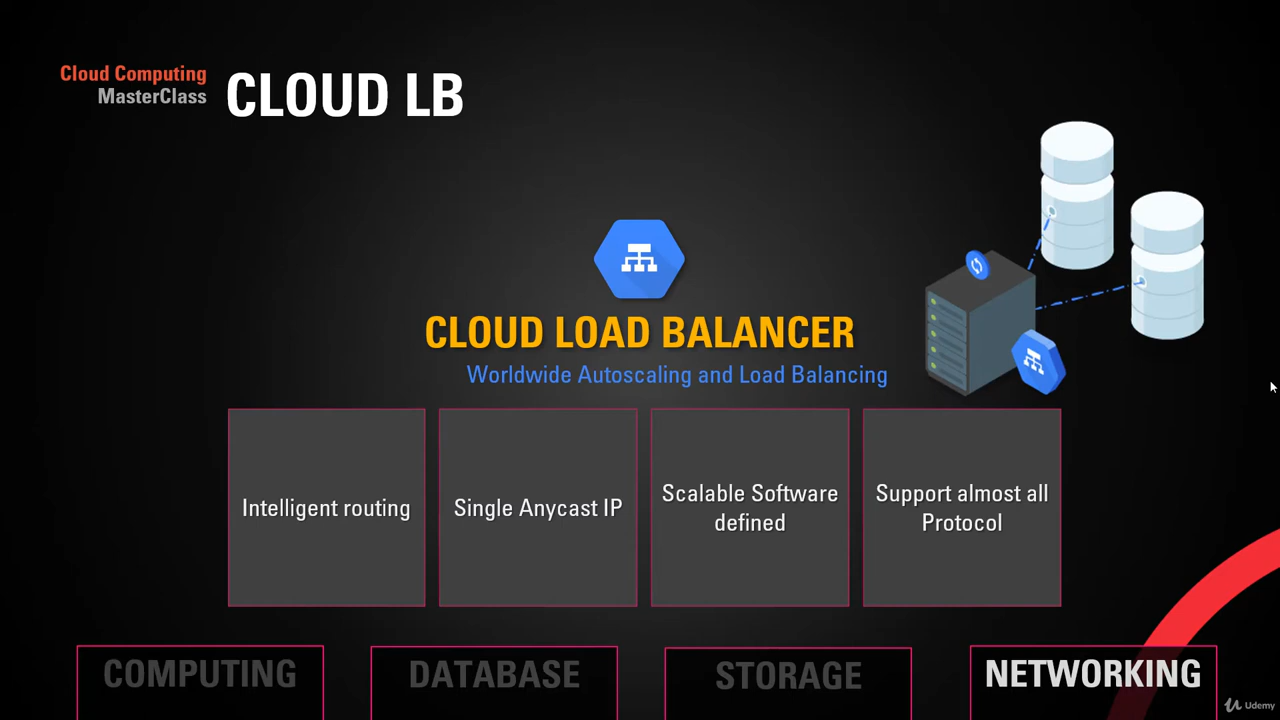 Cloud Computing
MasterClass
CLOUD LB
CLOUD LOAD BALANCER
Worldwide Autoscaling and Load Balancing
Intelligent routing
Single Anycast IP
Scalable Software
defined
Support almost all
Protocol
COMPUTING
DATABASE
STORAGE
NETWORKING
Udemy